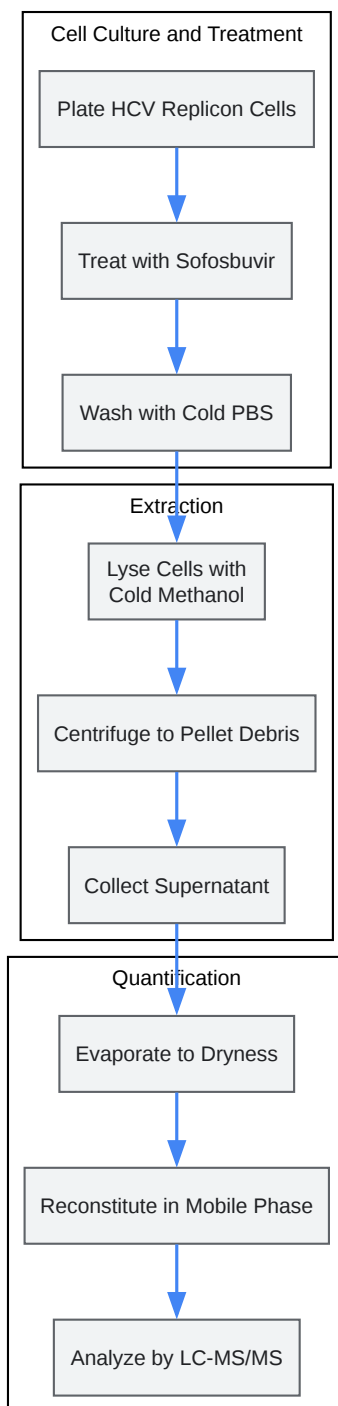 Cell Culture and Treatment
Plate HCV Replicon Cells
Treat with Sofosbuvir
Wash with Cold PBS
Extraction
Lyse Cells with
Cold Methanol
Centrifuge to Pellet Debris
Collect Supernatant
Quantification
Evaporate to Dryness
Reconstitute in Mobile Phase
Analyze by LC-MS/MS